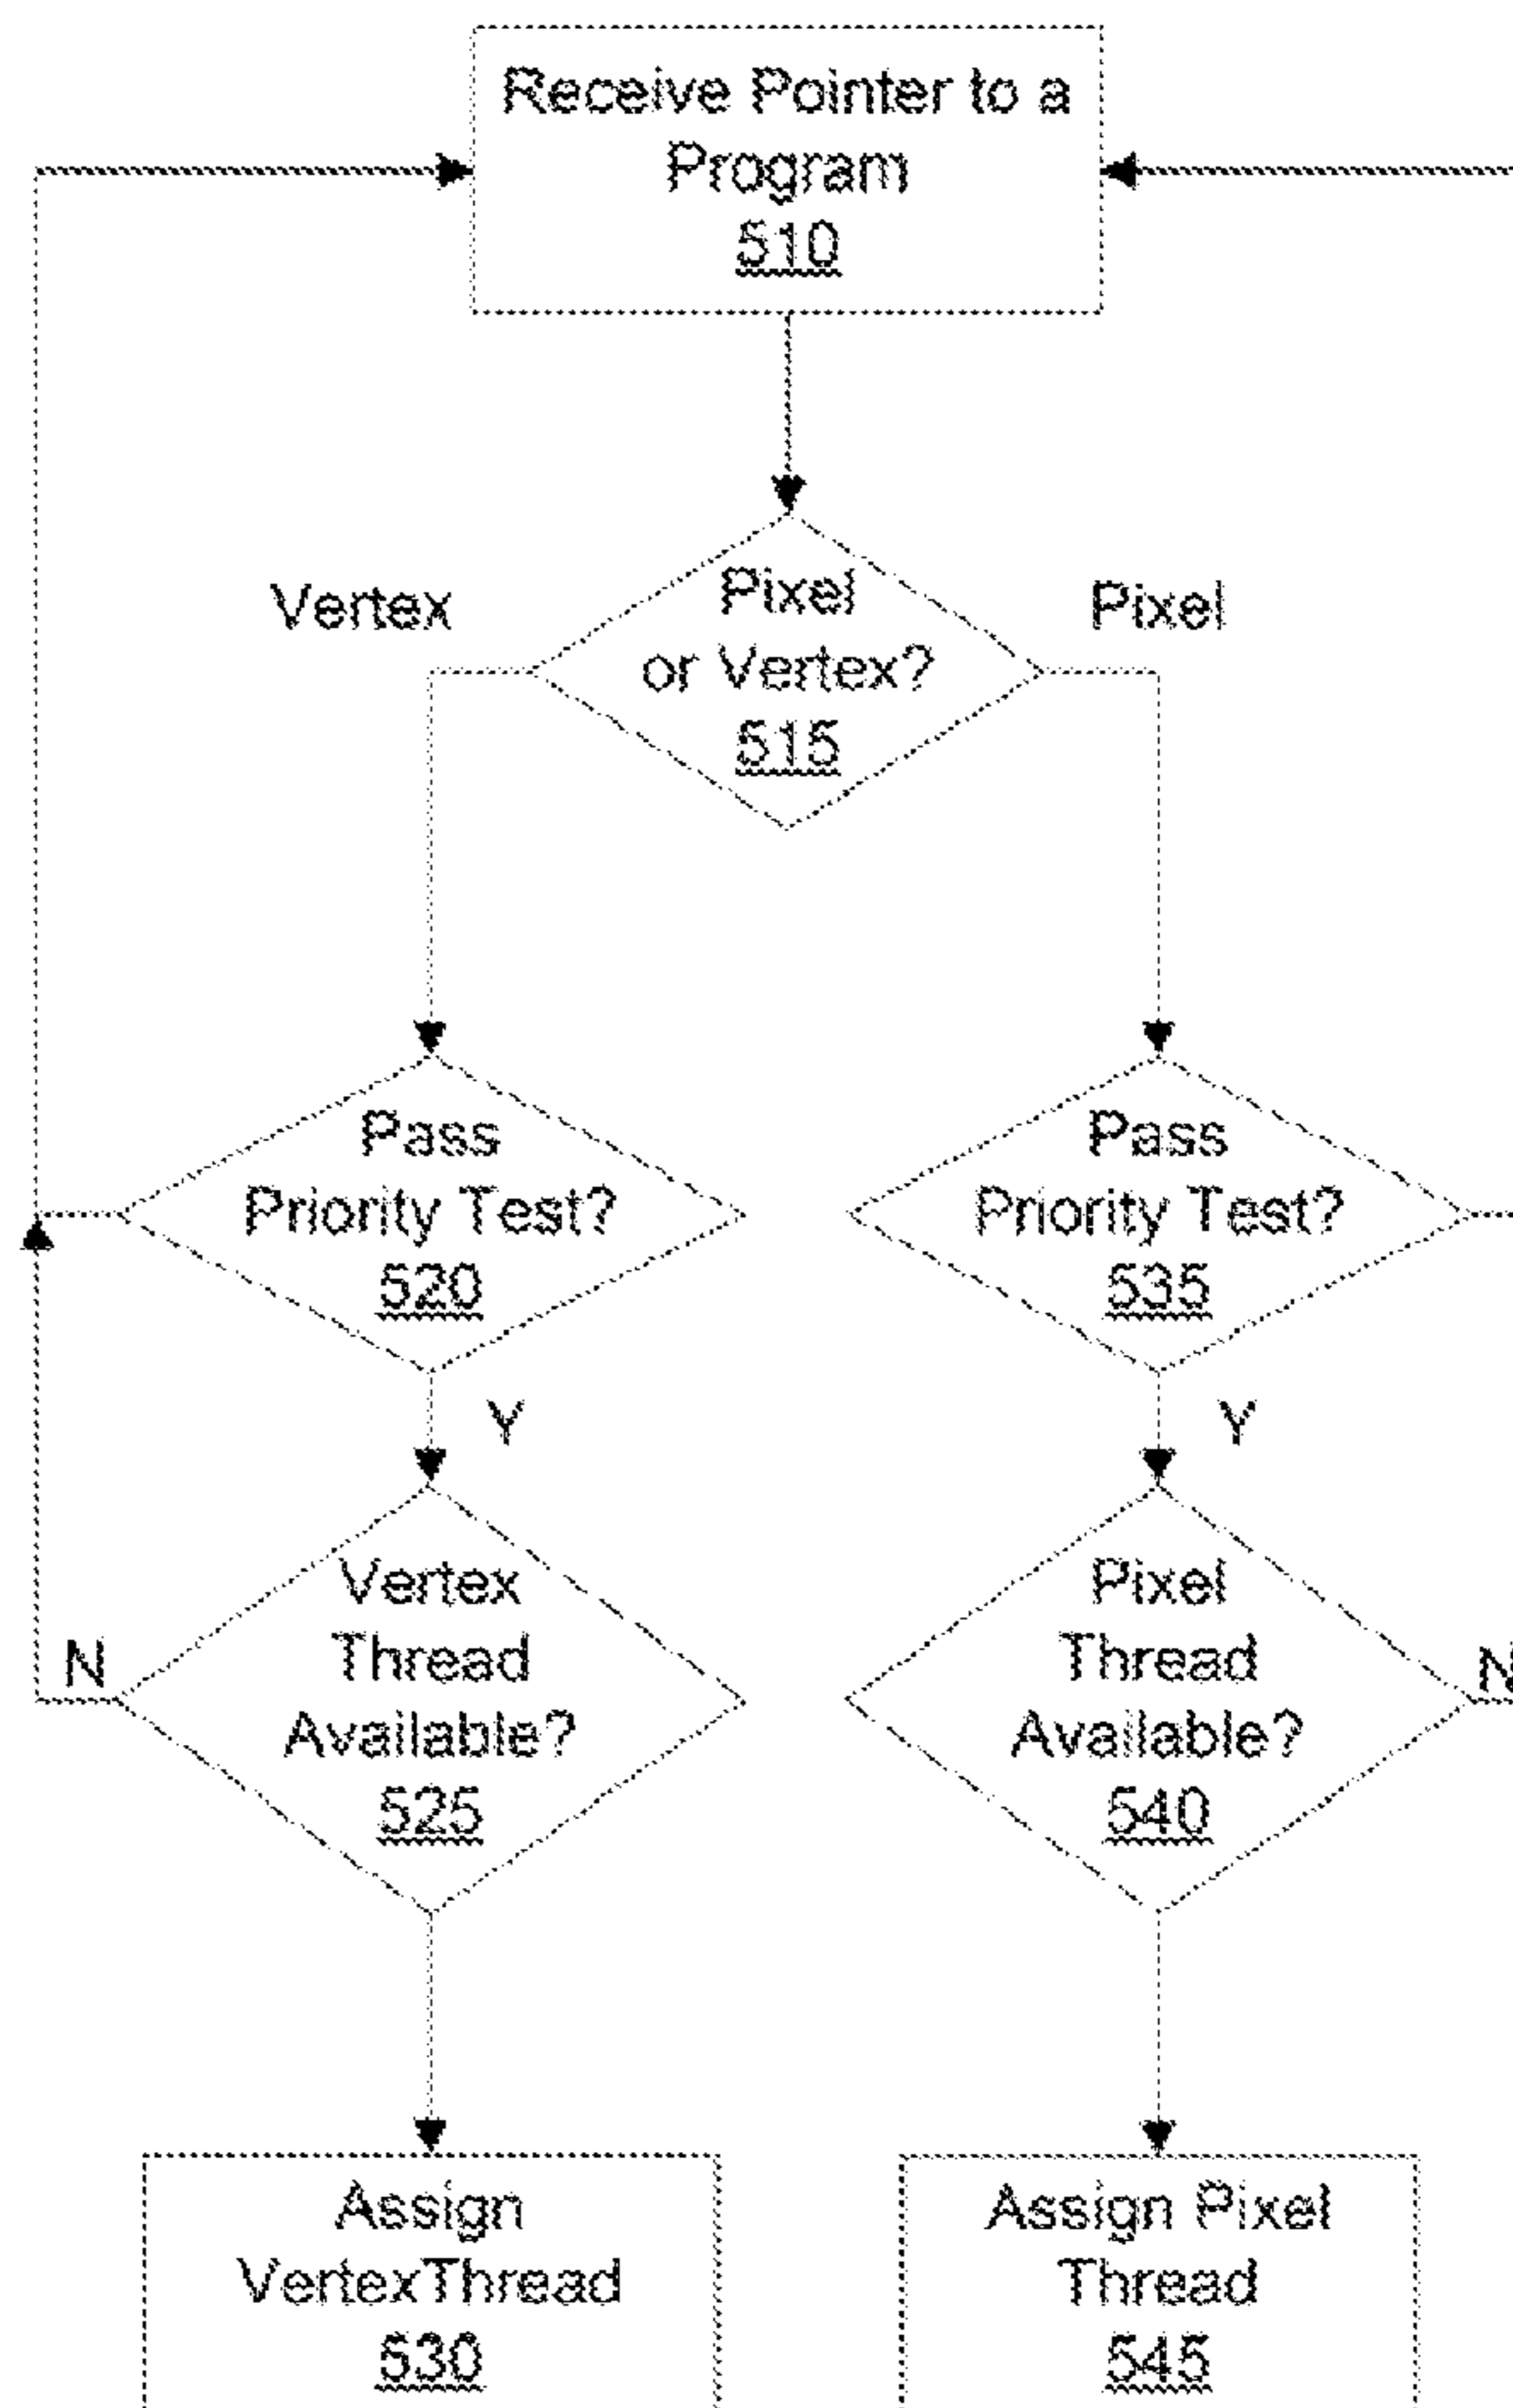 Receive Pointer to a
Program
510
Vertex
Pixel
or Vertex?
515
Pixel
Pass
Priority Test?
520
Pass
Priority Test?
535
Y
Y
Vertex
Thread
Available?
525
N
Pixel
Thread
Available?
540
N
Assign
VertexThread
530
Assign Pixel
Thread
545